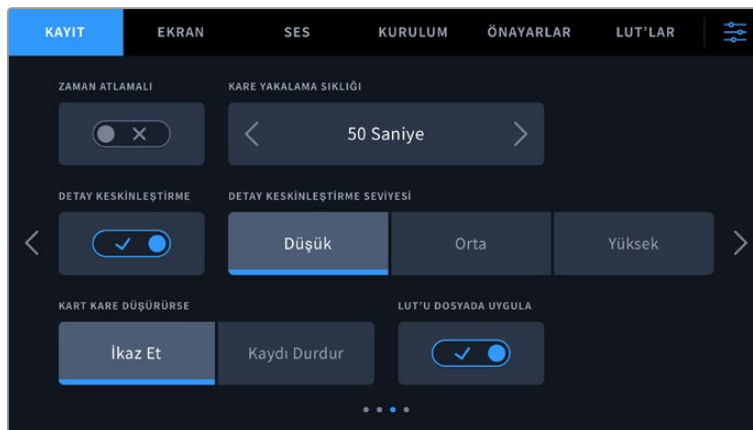 KAYIT EKRAN SES KURULUM ÖNAYARLAR LUT’LAR
ZAMAN ATLAMALI KARE YAKALAMA SIKLIĞI
50 Saniye
DETAY KESKİNLEŞTİRME DETAY KESKİNLEŞTİRME SEVİYESİ
Düşük Orta Yüksek
KART KARE DÜŞÜRÜRSE LUT’U DOSYADA UYGULA
İkaz Et Kaydı Durdur